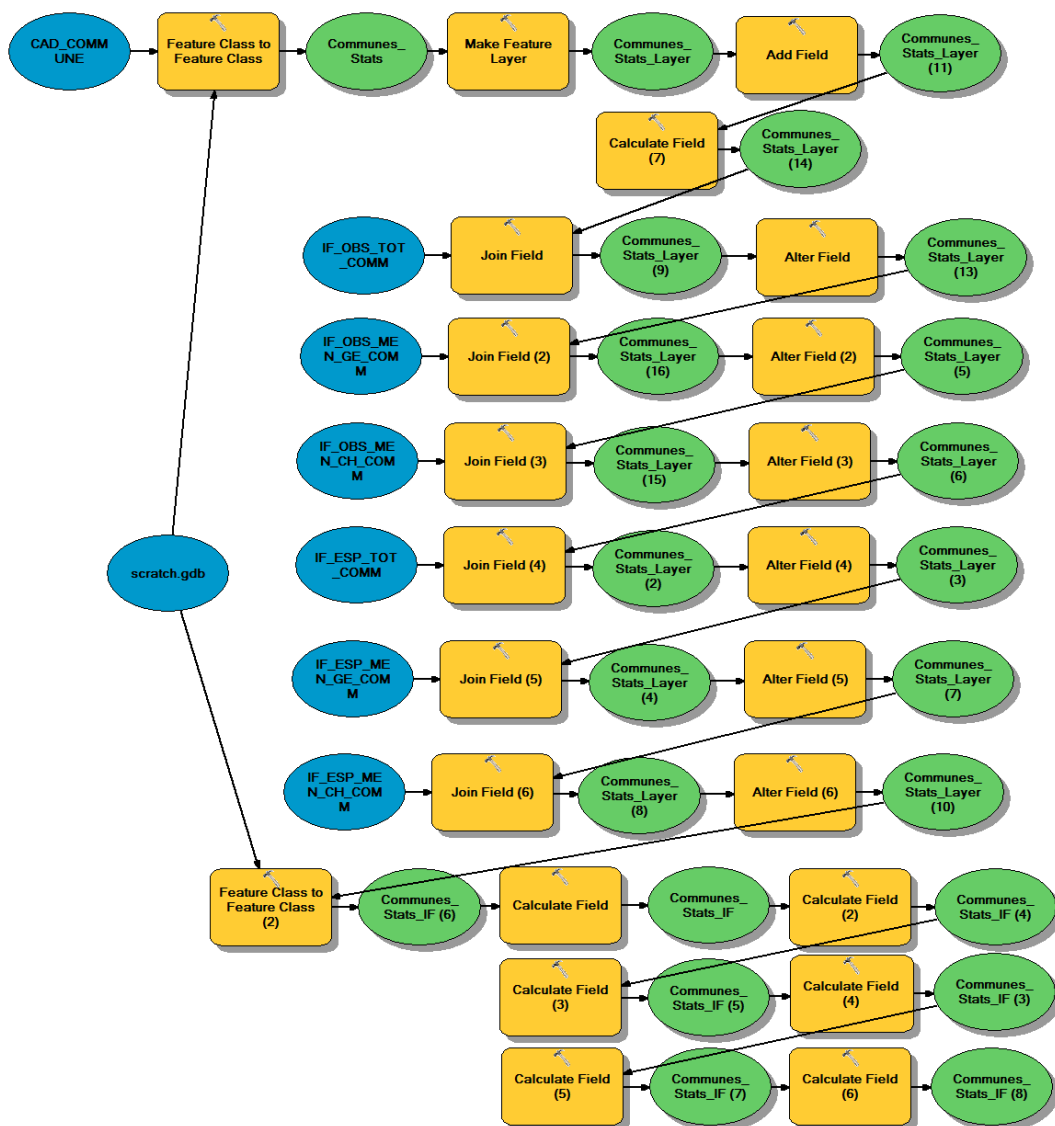 CAD_COMM
UNE
Feature Class to
Feature Class
Communes_
Stats
Make Feature
Layer
Communes_
Stats_Layer
Add Field
Communes_
Stats_Layer
(11)
Calculate Field
(7)
Communes_
Stats_Layer
(14)
IF_OBS_TOT
_COMM
Join Field
Communes_
Stats_Layer
(9)
Alter Field
Communes_
Stats_Layer
(13)
IF_OBS_ME
N_GE_COM
M
Join Field (2)
Communes_
Stats_Layer
(16)
Alter Field (2)
Communes_
Stats_Layer
(5)
IF_OBS_ME
N_CH_COM
M
Join Field (3)
Communes_
Stats_Layer
(15)
Alter Field (3)
Communes_
Stats_Layer
(6)
IF_ESP_TOT
_COMM
Join Field (4)
Communes_
Stats_Layer
(2)
Alter Field (4)
Communes_
Stats_Layer
(3)
scratch.gdb
IF_ESP_ME
N_GE_COM
M
Join Field (5)
Communes_
Stats_Layer
(4)
Alter Field (5)
Communes_
Stats_Layer
(7)
IF_ESP_ME
N_CH_COM
M
Join Field (6)
Communes_
Stats_Layer
(8)
Alter Field (6)
Communes_
Stats_Layer
(10)
Feature Class to
Feature Class
(2)
Communes_
Stats_IF (6)
Calculate Field
Communes_
Stats_IF
Calculate Field
(2)
Communes_
Stats_IF (4)
Calculate Field
(3)
Communes_
Stats_IF (5)
Calculate Field
(4)
Communes_
Stats_IF (3)
Calculate Field
(5)
Communes_
Stats_IF (7)
Calculate Field
(6)
Communes_
Stats_IF (8)